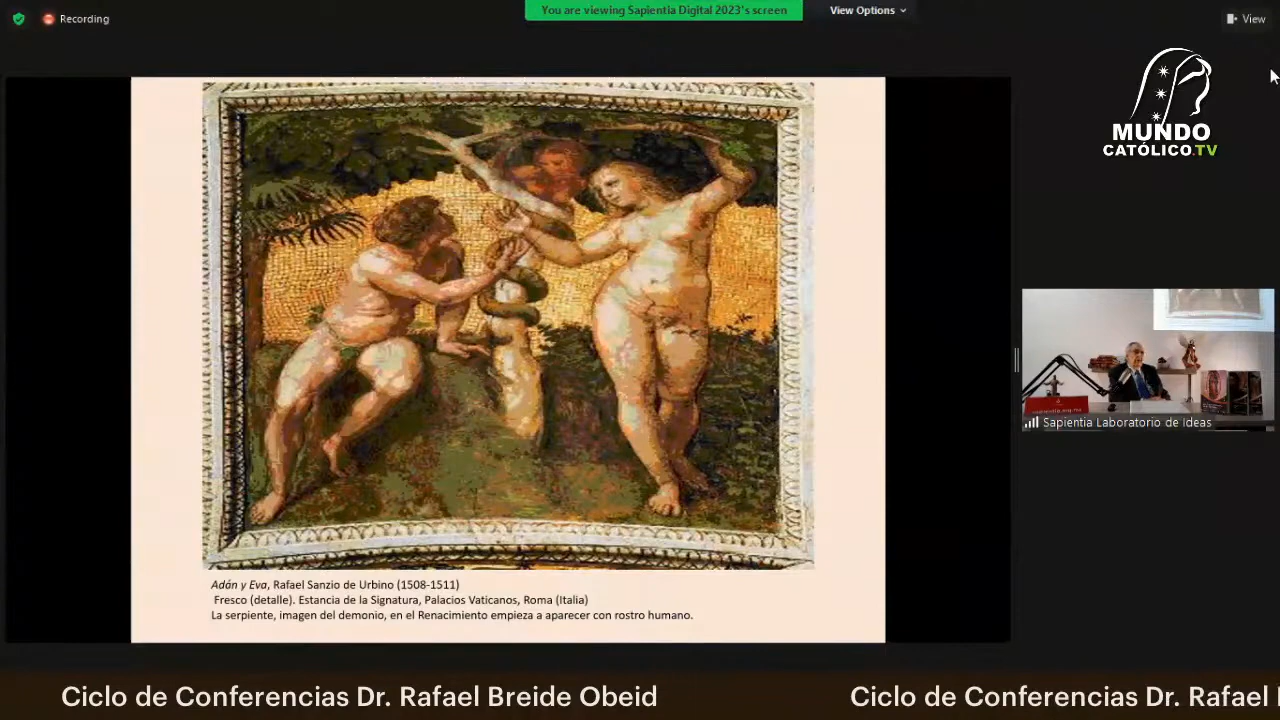 Recording
You are viewing Sapientia Digital 2023's screen
View Options
View
MUNDO
CATÓLICO.TV
Adán y Eva, Rafael Sanzio de Urbino (1508-1511)
Fresco (detalle). Estancia de la Signatura, Palacios Vaticanos, Roma (Italia)
La serpiente, imagen del demonio, en el Renacimiento empieza a aparecer con rostro humano.
Sapientia Laboratorio de Ideas
Ciclo de Conferencias Dr. Rafael Breide Obeid
Ciclo de Conferencias Dr. Rafael